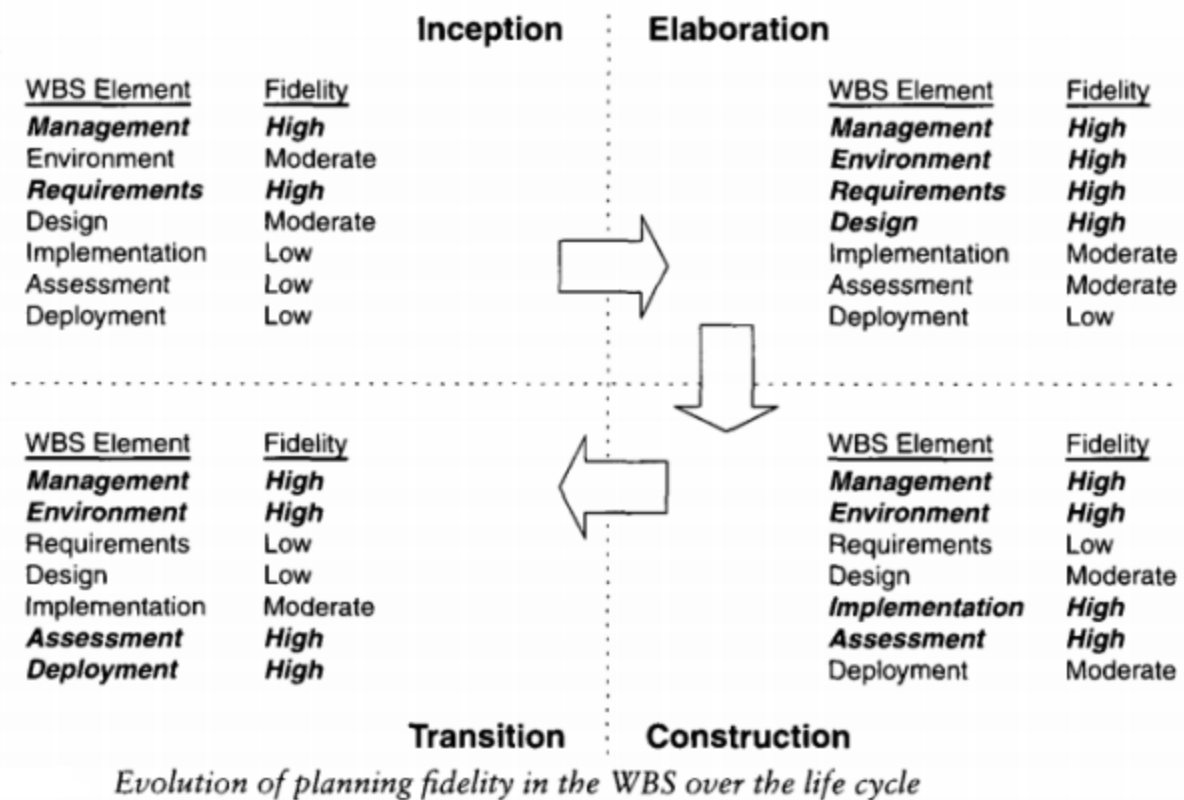 Inception Elaboration
WBS Element Fidelity
Management High
Environment Moderate
Requirements High
Design Moderate
Implementation Low
Assessment Low
Deployment Low
WBS Element Fidelity
Management High
Environment High
Requirements High
Design High
Implementation Moderate
Assessment Moderate
Deployment Low
WBS Element Fidelity
Management High
Environment High
Requirements Low
Design Low
Implementation Moderate
Assessment High
Deployment High
WBS Element Fidelity
Management High
Environment High
Requirements Low
Design Moderate
Implementation High
Assessment High
Deployment Moderate
Transition Construction
Evolution of planning fidelity in the WBS over the life cycle